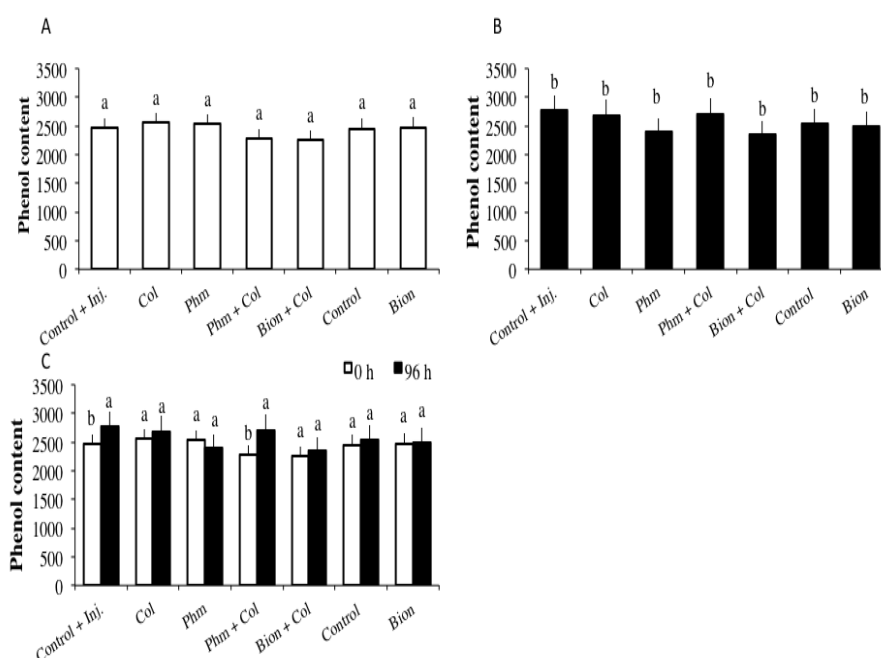 A
Phenol content
3500
3000
2500
2000
1500
1000
500
0
a a a a a a a
Control + Inj. Col Phm Phm + Col Bion + Col Control Bion
B
Phenol content
3500
3000
2500
2000
1500
1000
500
0
b b b b b b b
Control + Inj. Col Phm Phm + Col Bion + Col Control Bion
C
0 h 96 h
Phenol content
3500
3000
2500
2000
1500
1000
500
0
b a a a a a b a a a a a a a
Control + Inj. Col Phm Phm + Col Bion + Col Control Bion